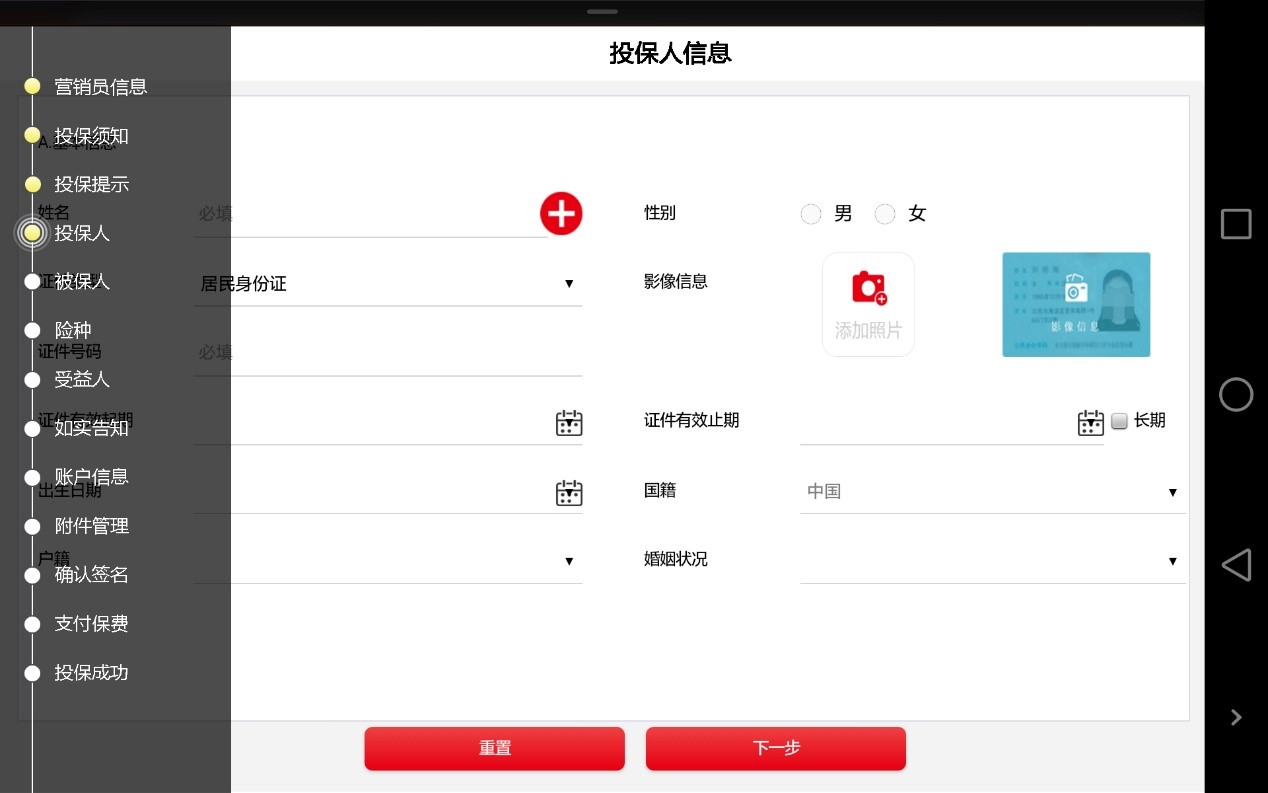 投保人信息
营销员信息
投保须知
A.基本信息
投保提示
姓名
必填
性别
男
女
投保人
被保人
居民身份证
影像信息
添加照片
影像信息
险种
证件号码
必填
受益人
证件有效起期
证件有效止期
长期
如实告知
账户信息
出生日期
国籍
中国
附件管理
户籍
婚姻状况
确认签名
支付保费
投保成功
重置
下一步